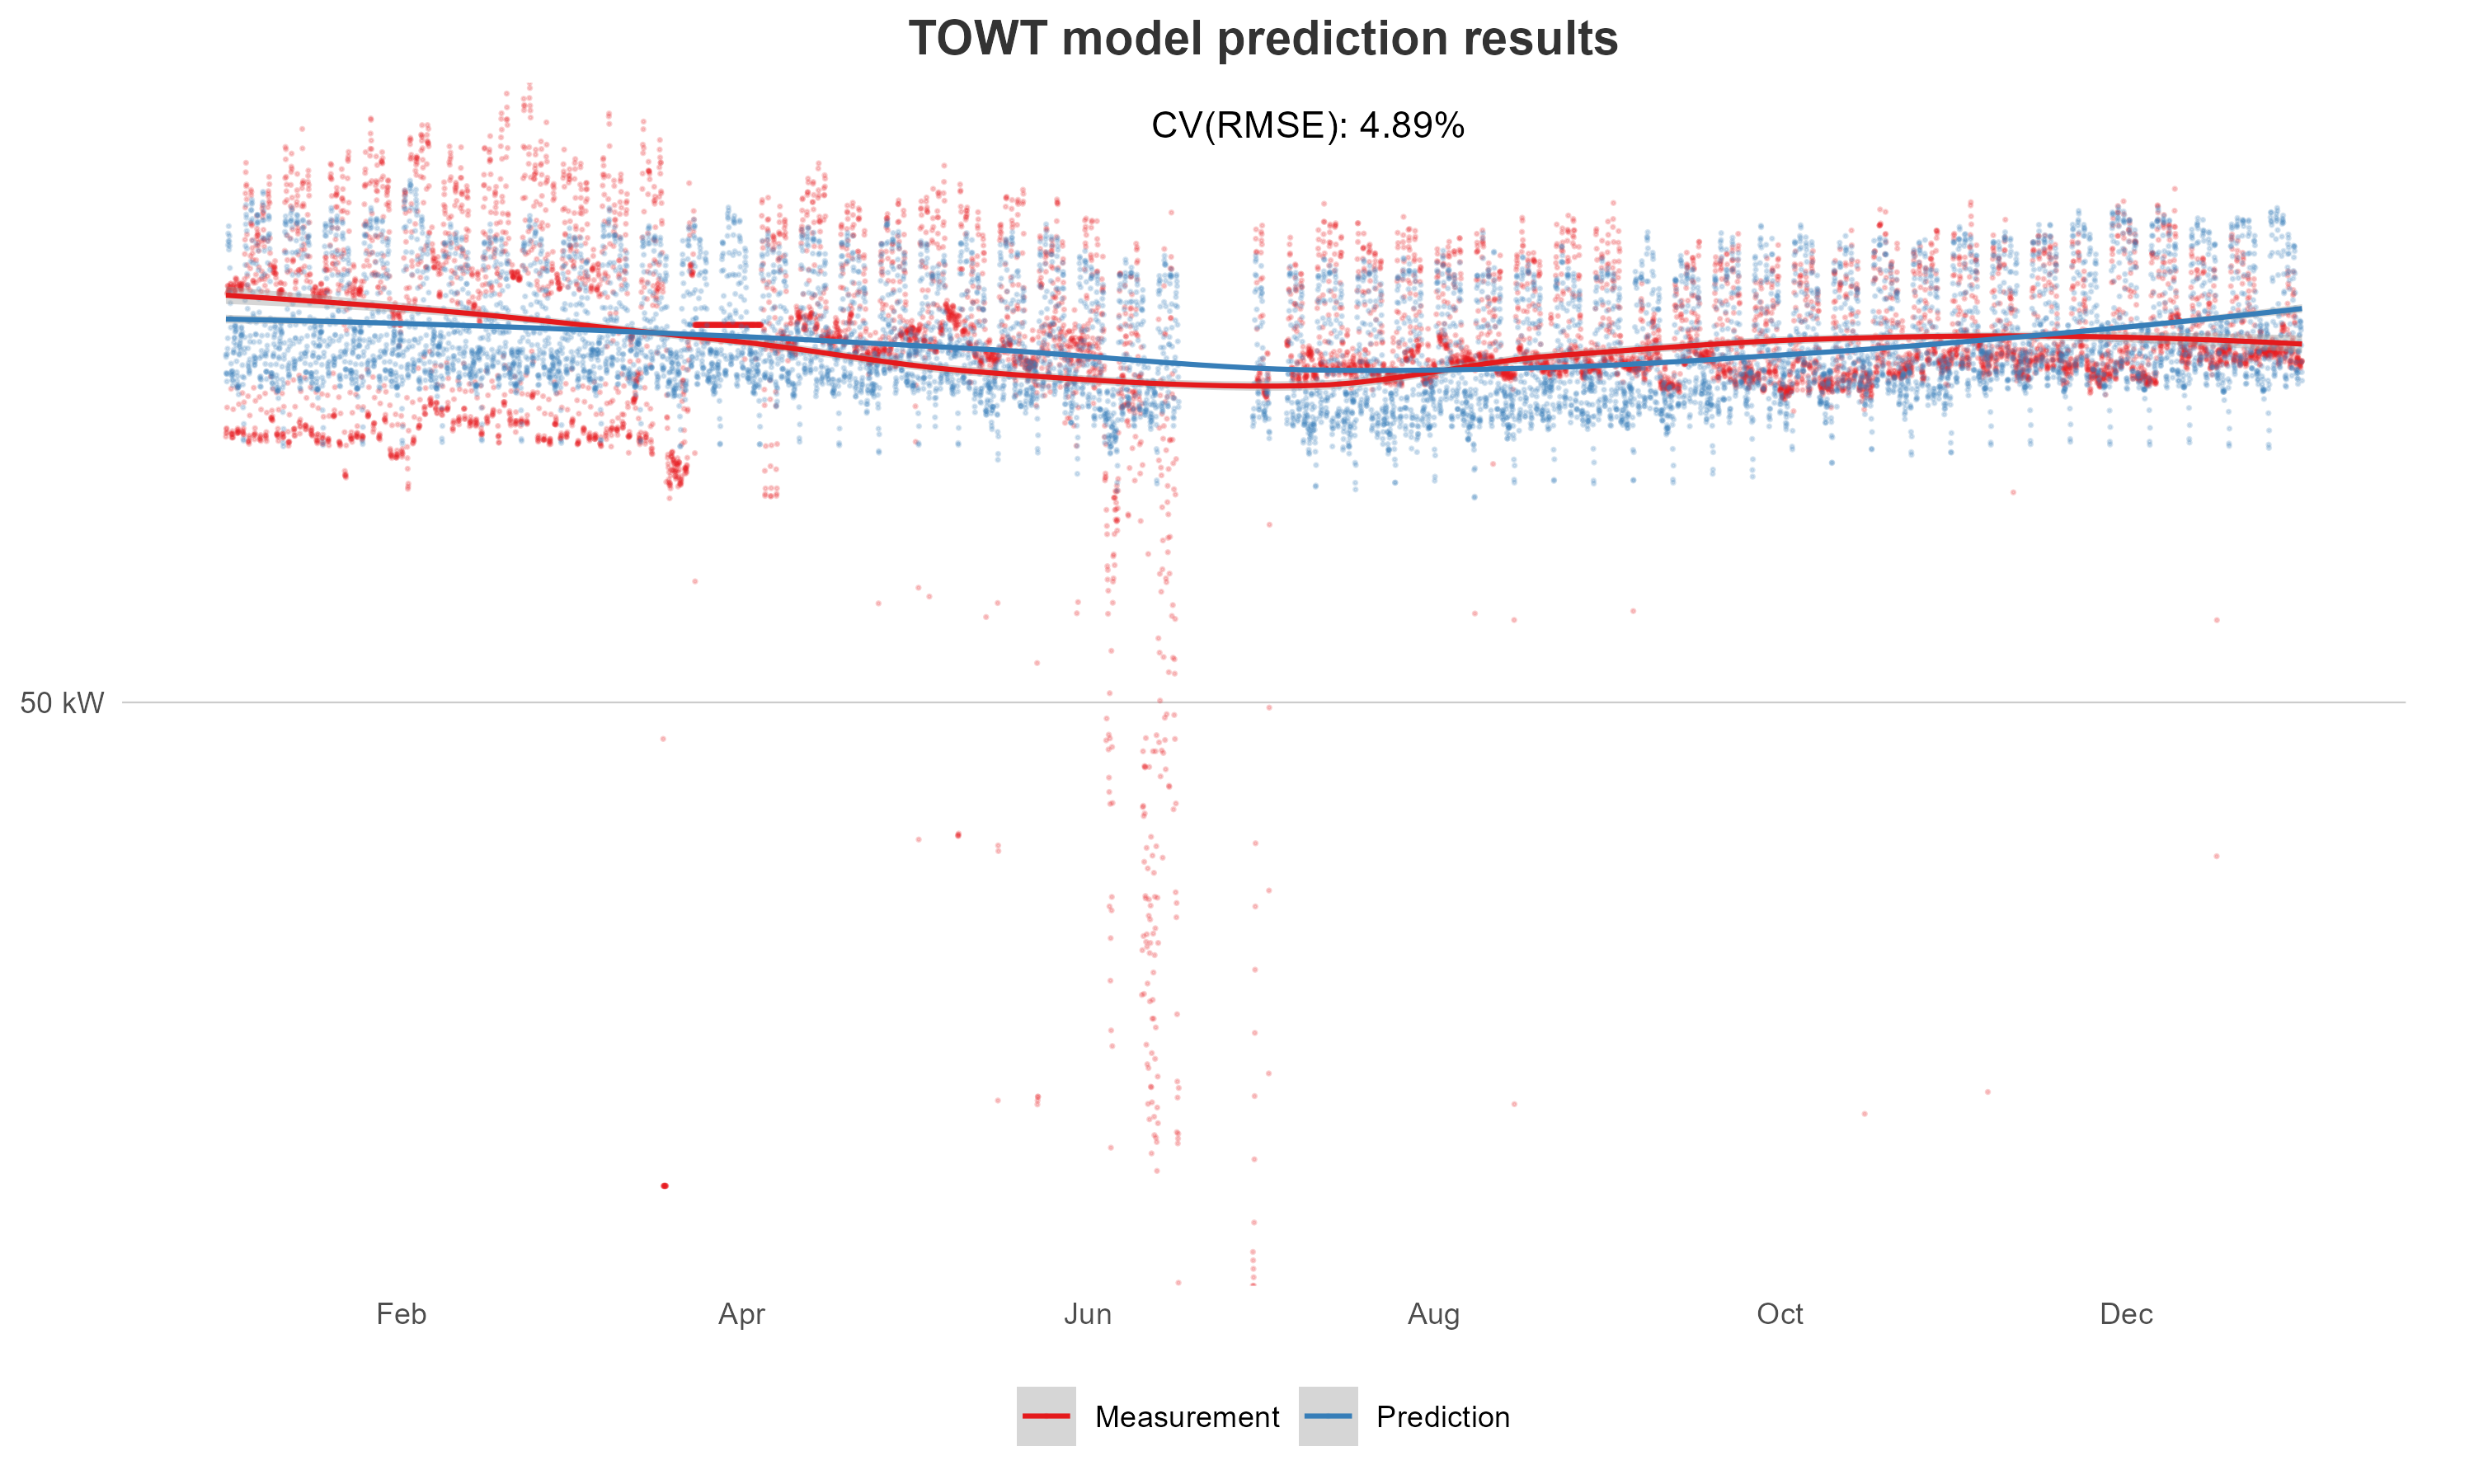 TOWT model prediction results
CV(RMSE): 4.89%
50 kW
Feb Apr Jun Aug Oct Dec
Measurement Prediction